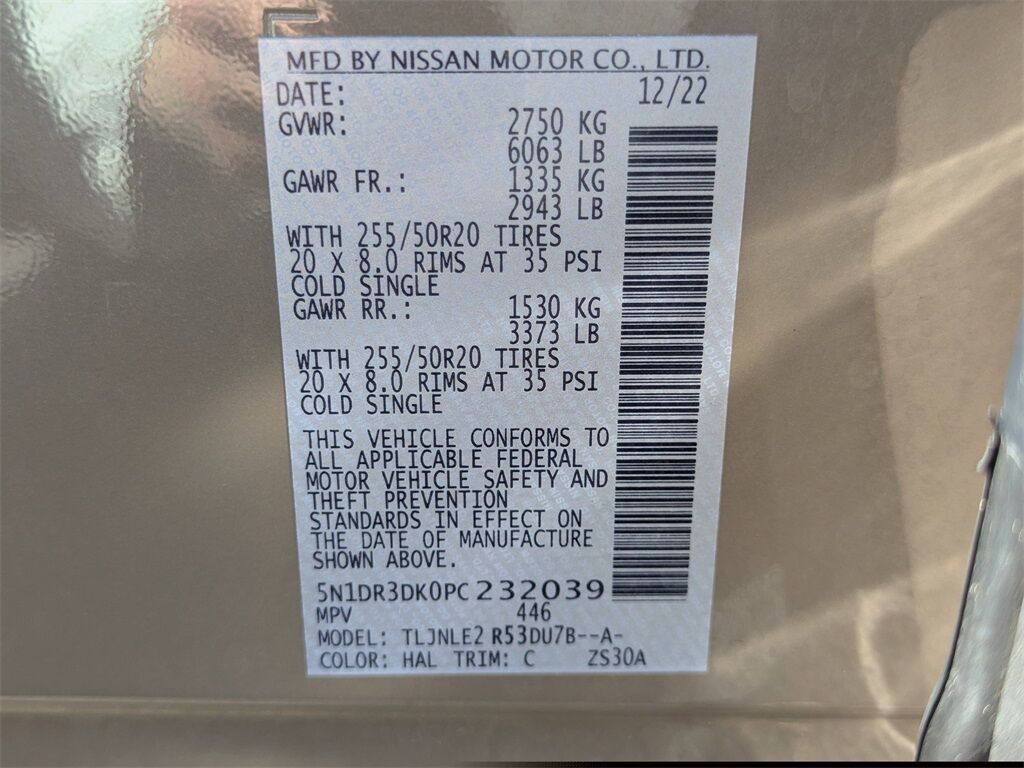 MFD BY NISSAN MOTOR CO., LTD.
DATE: 12/22
GVWR: 2750 KG
6063 LB
GAWR FR.: 1335 KG
2943 LB
WITH 255/50R20 TIRES
20 X 8.0 RIMS AT 35 PSI
COLD SINGLE
GAWR RR.: 1530 KG
3373 LB
WITH 255/50R20 TIRES
20 X 8.0 RIMS AT 35 PSI
COLD SINGLE
THIS VEHICLE CONFORMS TO
ALL APPLICABLE FEDERAL
MOTOR VEHICLE SAFETY AND
THEFT PREVENTION
STANDARDS IN EFFECT ON
THE DATE OF MANUFACTURE
SHOWN ABOVE.
5N1DR3DK0PC232039
MPV 446
MODEL: TLJNLE2 R53DU7B--A-
COLOR: HAL TRIM: C ZS30A